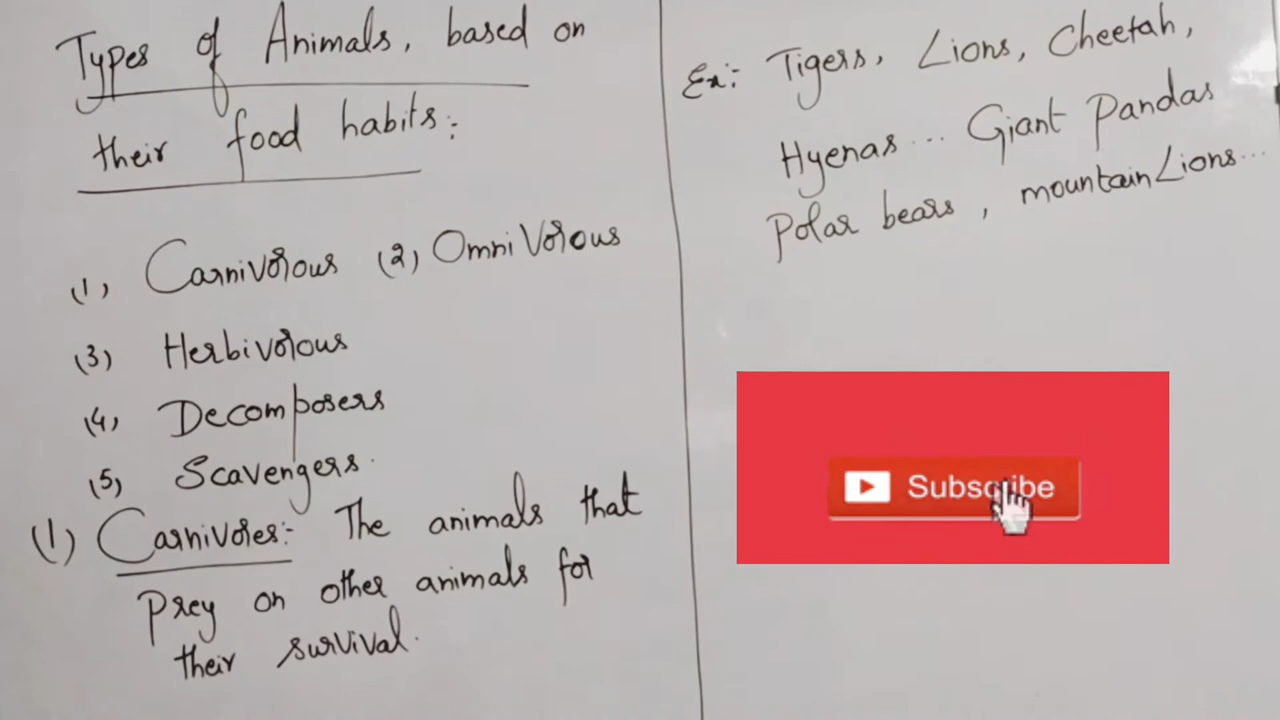 Types of Animals, based on
their food habits:
(1) Carnivorous (2) Omnivorous
(3) Herbivorous
(4) Decomposers
(5) Scavengers.
(1) Carnivores:- The animals that
Prey on other animals for
their survival.
Ex:- Tigers, Lions, Cheetah,
Hyenas ... Giant Pandas
Polar bears, mountain Lions...
Subscribe